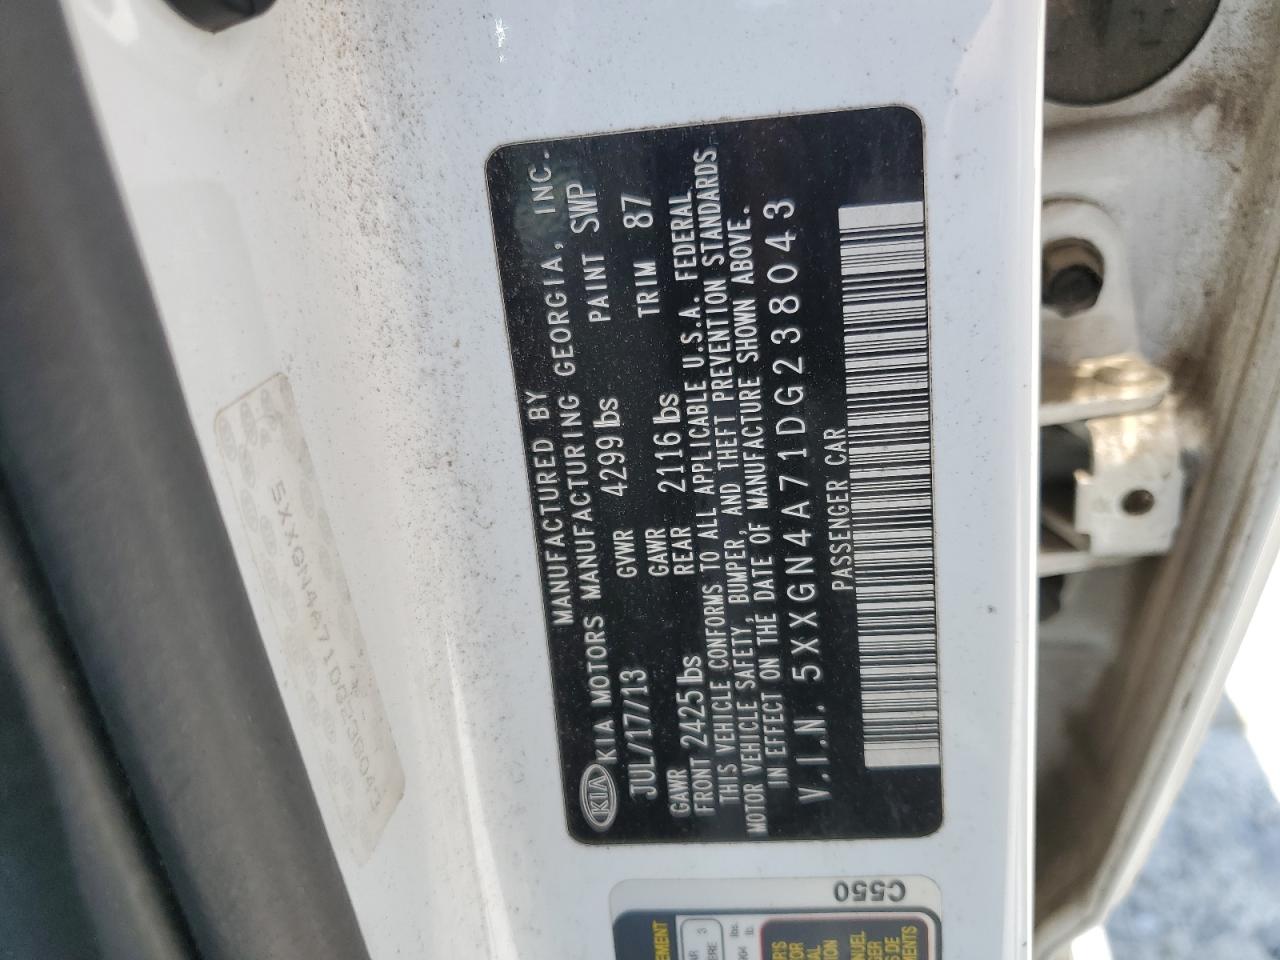 MANUFACTURED BY
KIA KIA MOTORS MANUFACTURING GEORGIA, INC.
JUL/17/13 GVWR 4299 lbs PAINT SWP
GAWR FRONT 2425 lbs GAWR REAR 2116 lbs TRIM 87
THIS VEHICLE CONFORMS TO ALL APPLICABLE U.S.A. FEDERAL
MOTOR VEHICLE SAFETY, BUMPER, AND THEFT PREVENTION STANDARDS
IN EFFECT ON THE DATE OF MANUFACTURE SHOWN ABOVE.
V.I.N. 5XXGN4A71DG238043
PASSENGER CAR
5XXGN4A71DG238043
C550